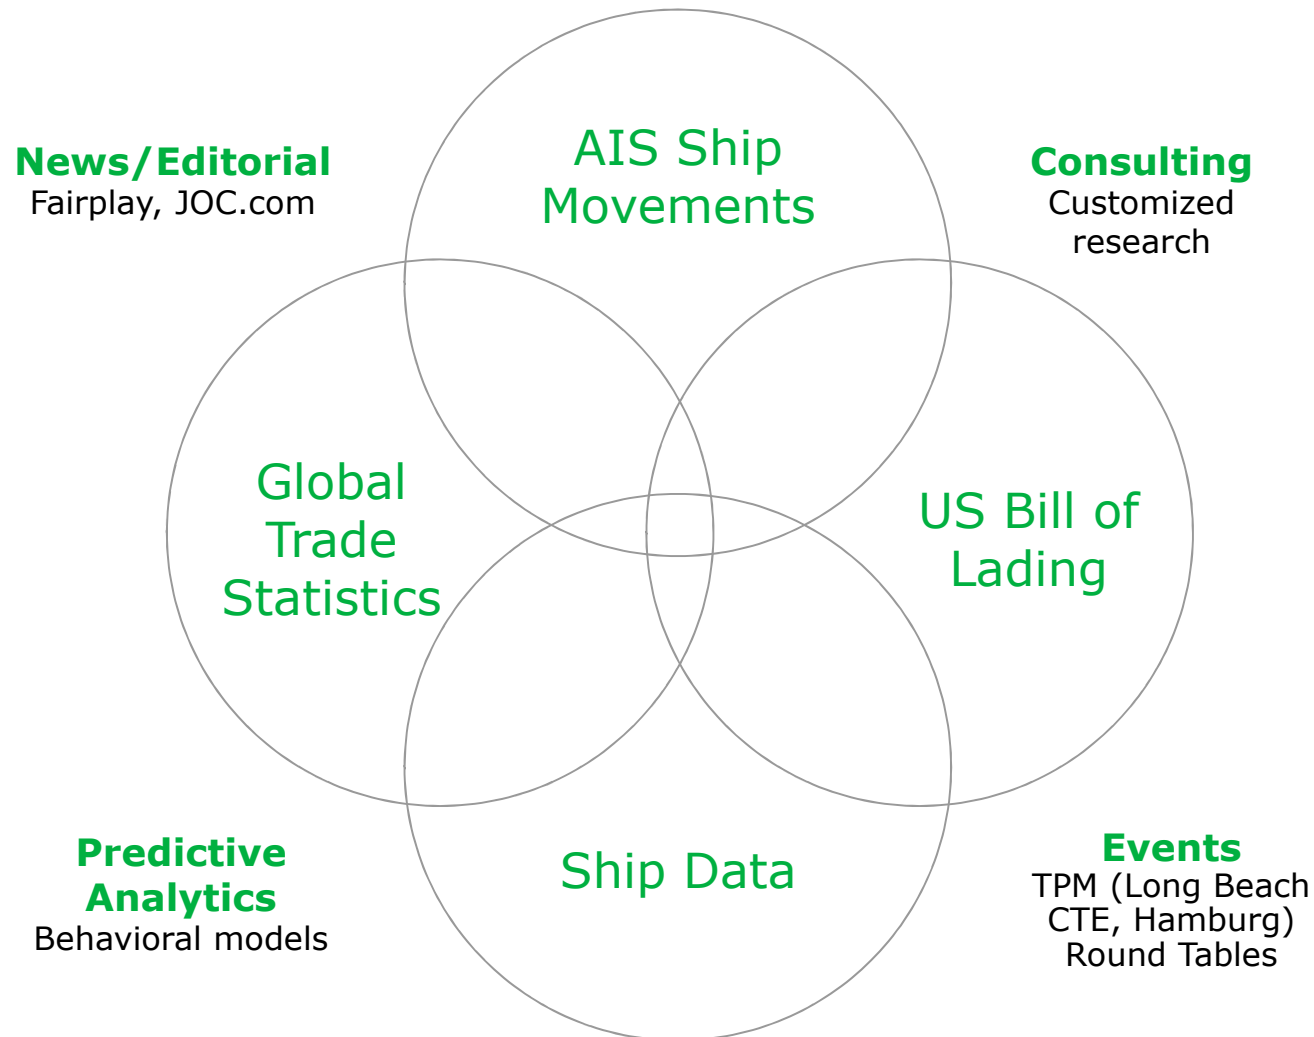 News/Editorial
Fairplay, JOC.com
AIS Ship
Movements
Consulting
Customized
research
Global
Trade
Statistics
US Bill of
Lading
Predictive
Analytics
Behavioral models
Ship Data
Events
TPM (Long Beach
CTE, Hamburg)
Round Tables